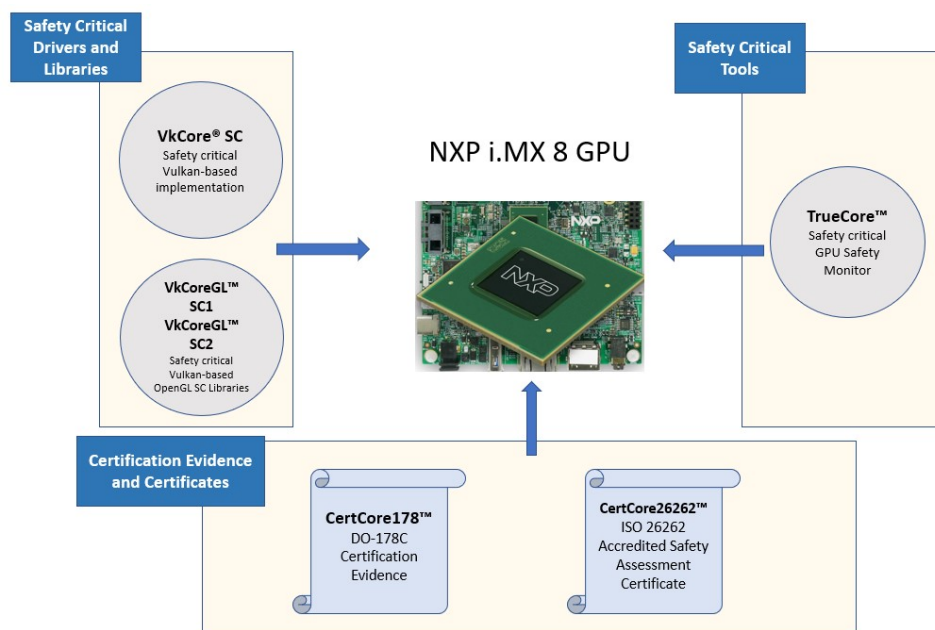 Safety Critical
Drivers and
Libraries
VkCore® SC
Safety critical
Vulkan-based
implementation
VkCoreGL™
SC1
VkCoreGL™
SC2
Safety critical
Vulkan-based
OpenGL SC Libraries
NXP i.MX 8 GPU
NXP
NXP
Safety Critical
Tools
TrueCore™
Safety critical
GPU Safety
Monitor
Certification Evidence
and Certificates
CertCore178™
DO-178C
Certification
Evidence
CertCore26262™
ISO 26262
Accredited Safety
Assessment
Certificate